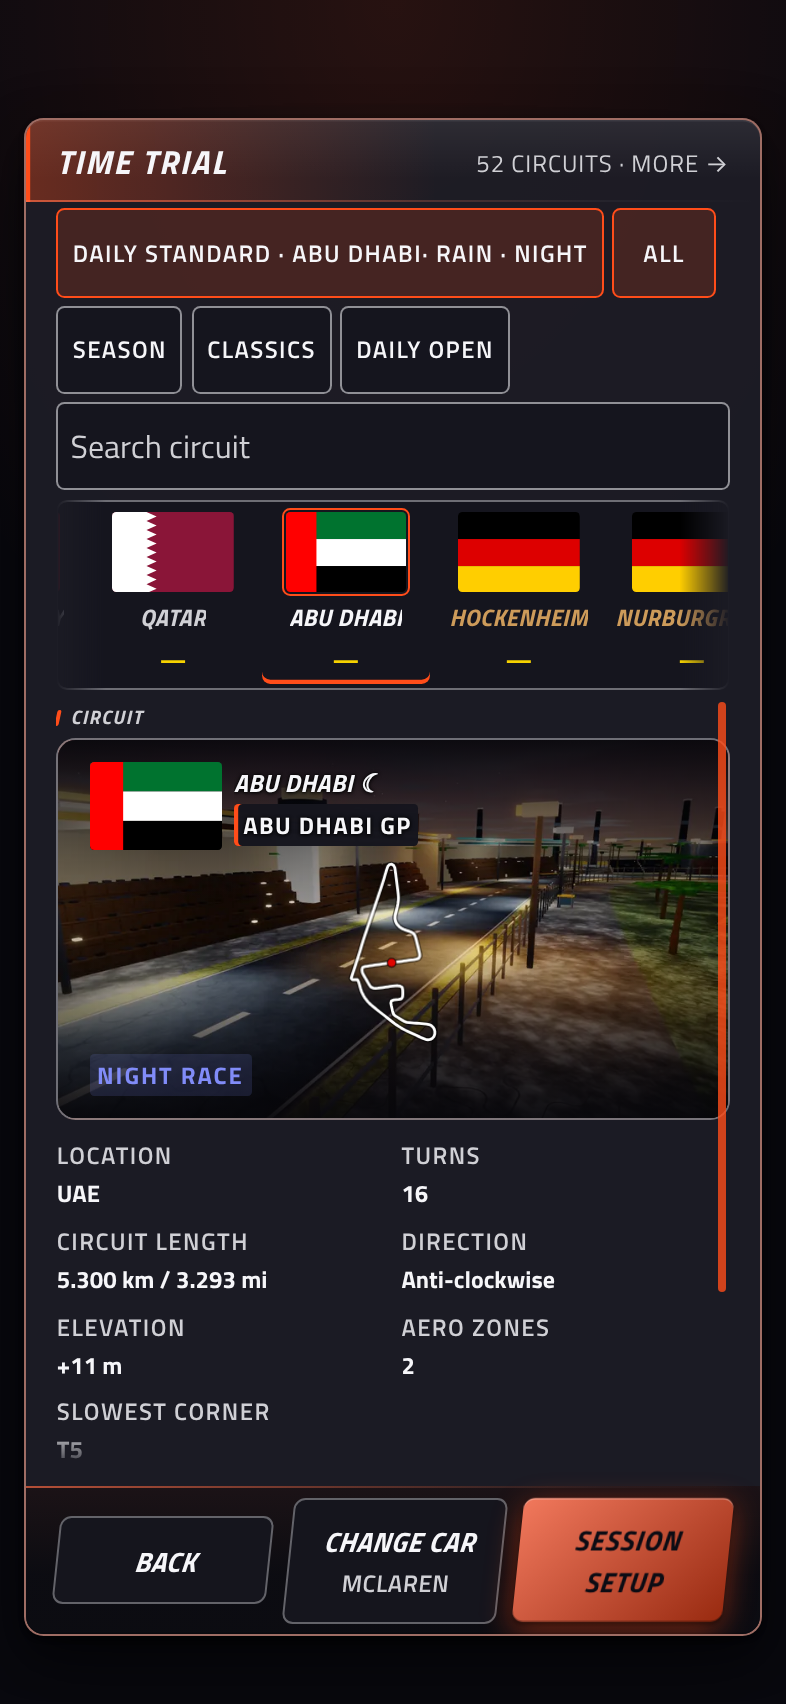 TIME TRIAL
52 CIRCUITS · MORE →
DAILY STANDARD · ABU DHABI· RAIN · NIGHT
ALL
SEASON
CLASSICS
DAILY OPEN
Search circuit
QATAR
ABU DHABI
HOCKENHEIM
NURBURGR
—
—
—
—
CIRCUIT
ABU DHABI ☾
ABU DHABI GP
NIGHT RACE
LOCATION
TURNS
UAE
16
CIRCUIT LENGTH
DIRECTION
5.300 km / 3.293 mi
Anti-clockwise
ELEVATION
AERO ZONES
+11 m
2
SLOWEST CORNER
T5
BACK
CHANGE CAR
MCLAREN
SESSION
SETUP